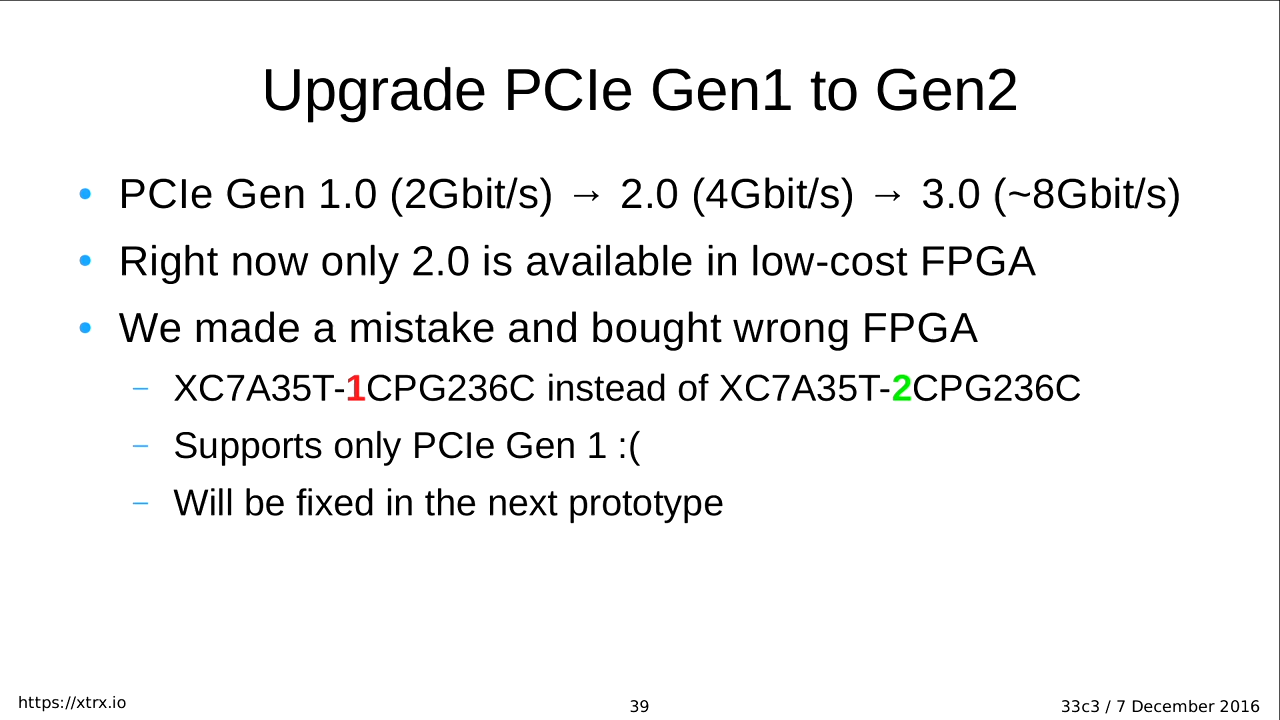 Upgrade PCIe Gen1 to Gen2
• PCIe Gen 1.0 (2Gbit/s) → 2.0 (4Gbit/s) → 3.0 (~8Gbit/s)
• Right now only 2.0 is available in low-cost FPGA
• We made a mistake and bought wrong FPGA
– XC7A35T-1CPG236C instead of XC7A35T-2CPG236C
– Supports only PCIe Gen 1 :(
– Will be fixed in the next prototype
https://xtrx.io
39
33c3 / 7 December 2016